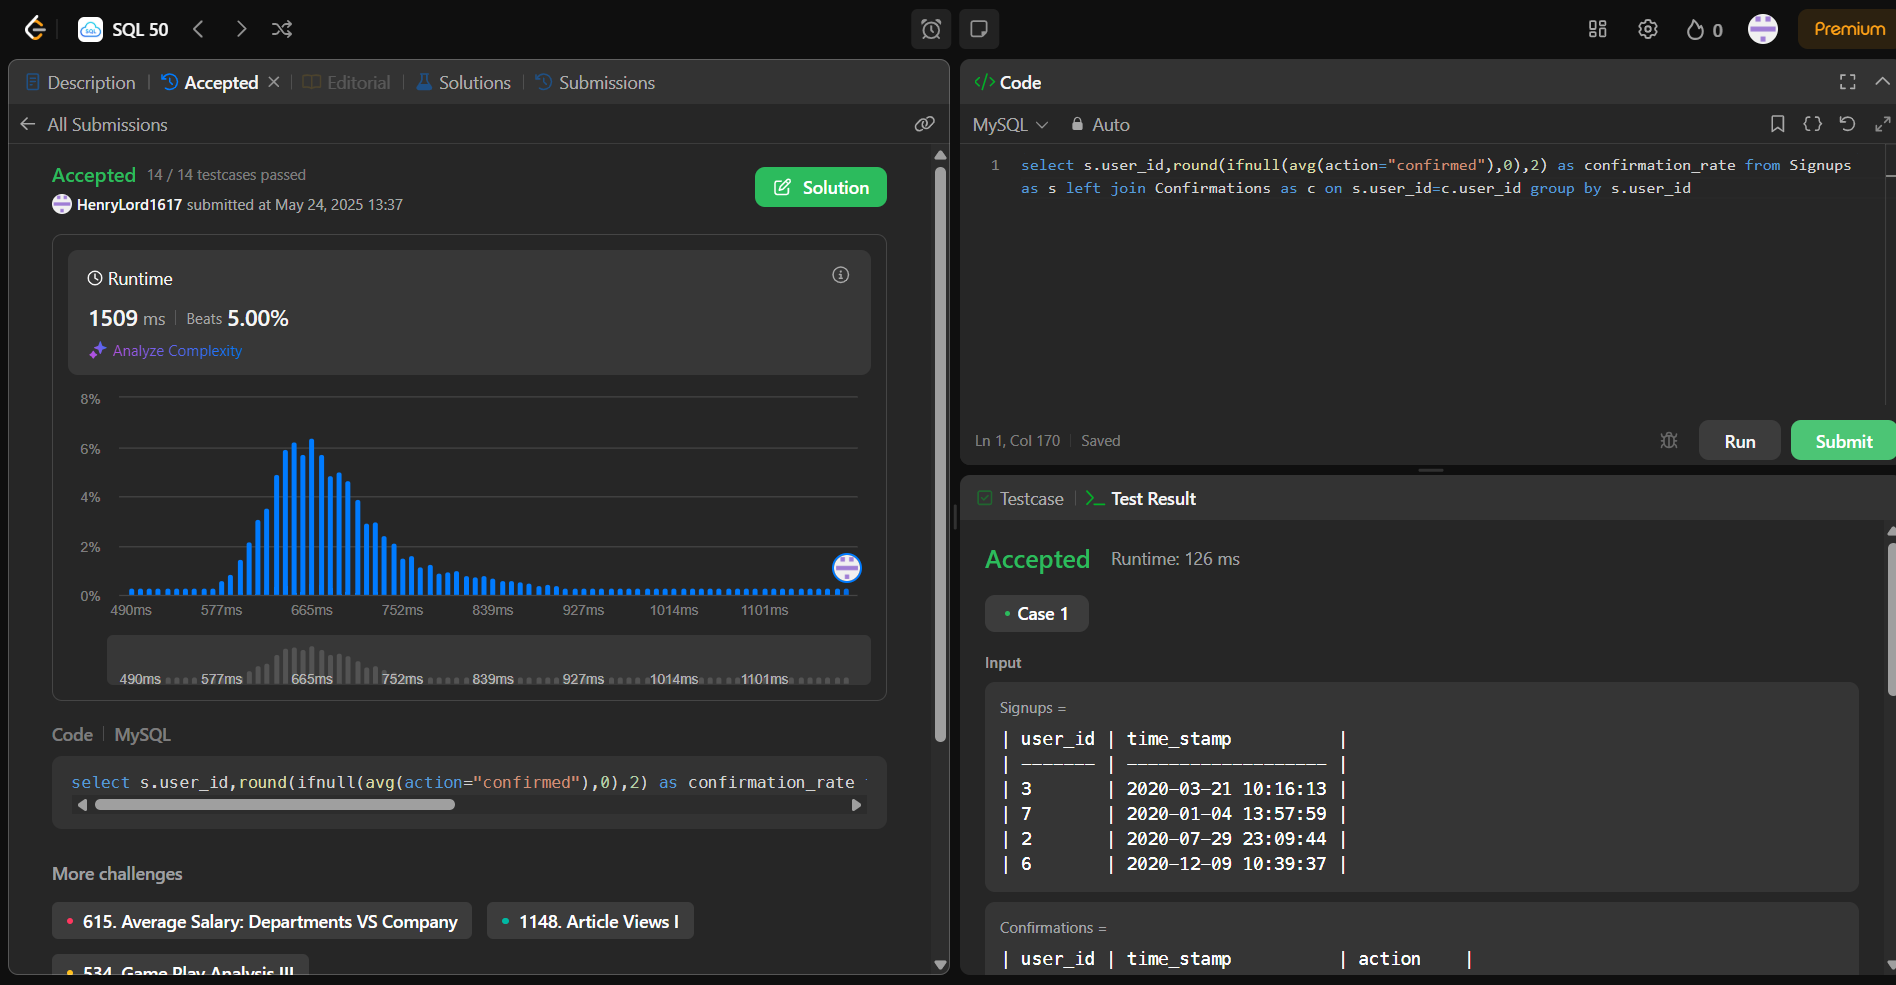 SQL 50
0
Premium
Description
Accepted
Editorial
Solutions
Submissions
All Submissions
Accepted 14 / 14 testcases passed
HenryLord1617 submitted at May 24, 2025 13:37
Solution
Runtime
1509 ms Beats 5.00%
Analyze Complexity
8%
6%
4%
2%
0%
490ms 577ms 665ms 752ms 839ms 927ms 1014ms 1101ms
490ms 577ms 665ms 752ms 839ms 927ms 1014ms 1101ms
Code MySQL
select s.user_id,round(ifnull(avg(action="confirmed"),0),2) as confirmation_rate
More challenges
615. Average Salary: Departments VS Company
1148. Article Views I
534. Game Play Analysis III
</> Code
MySQL Auto
1 select s.user_id,round(ifnull(avg(action="confirmed"),0),2) as confirmation_rate from Signups
as s left join Confirmations as c on s.user_id=c.user_id group by s.user_id
Ln 1, Col 170 Saved
Run
Submit
Testcase
>_ Test Result
Accepted Runtime: 126 ms
Case 1
Input
Signups =
| user_id | time_stamp |
| ------- | ------------------- |
| 3 | 2020-03-21 10:16:13 |
| 7 | 2020-01-04 13:57:59 |
| 2 | 2020-07-29 23:09:44 |
| 6 | 2020-12-09 10:39:37 |
Confirmations =
| user_id | time_stamp | action |